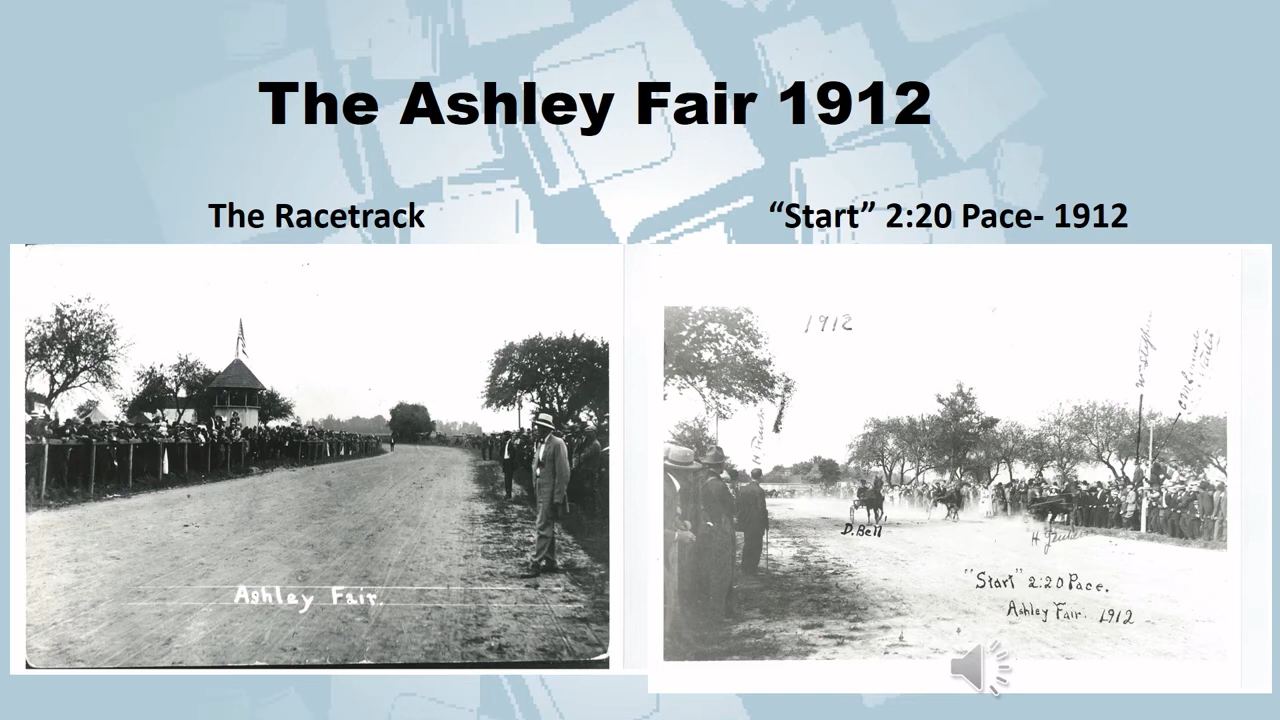 The Ashley Fair 1912
The Racetrack
“Start” 2:20 Pace- 1912
Ashley Fair.
1912
D.Bell
H
"Start" 2:20 Pace.
Ashley Fair. 1912